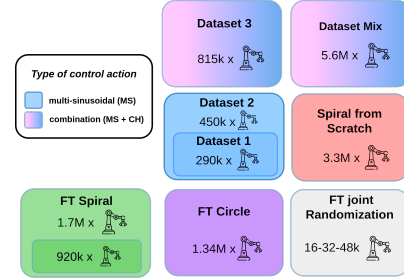 Type of control action
multi-sinusoidal (MS)
combination (MS + CH)
Dataset 3
815k x
Dataset Mix
5.6M x
Dataset 2
450k x
Dataset 1
290k x
Spiral from
Scratch
3.3M x
FT Spiral
1.7M x
920k x
FT Circle
1.34M x
FT joint
Randomization
16-32-48k